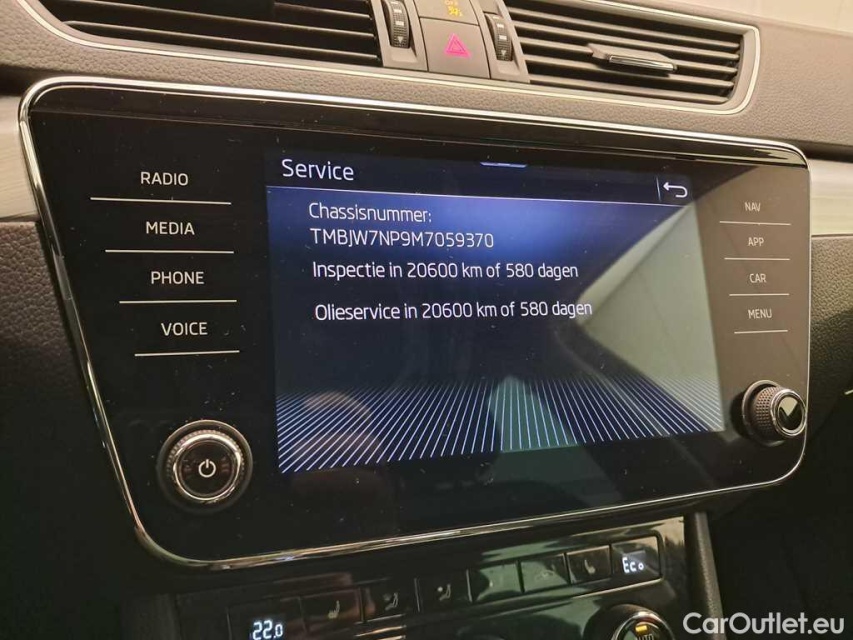 RADIO
MEDIA
PHONE
VOICE
Service
Chassisnummer:
TMBJW7NP9M7059370
Inspectie in 20600 km of 580 dagen
Olieservice in 20600 km of 580 dagen
NAV
APP
CAR
MENU
Eco
22.0
AUTO
CarOutlet.eu